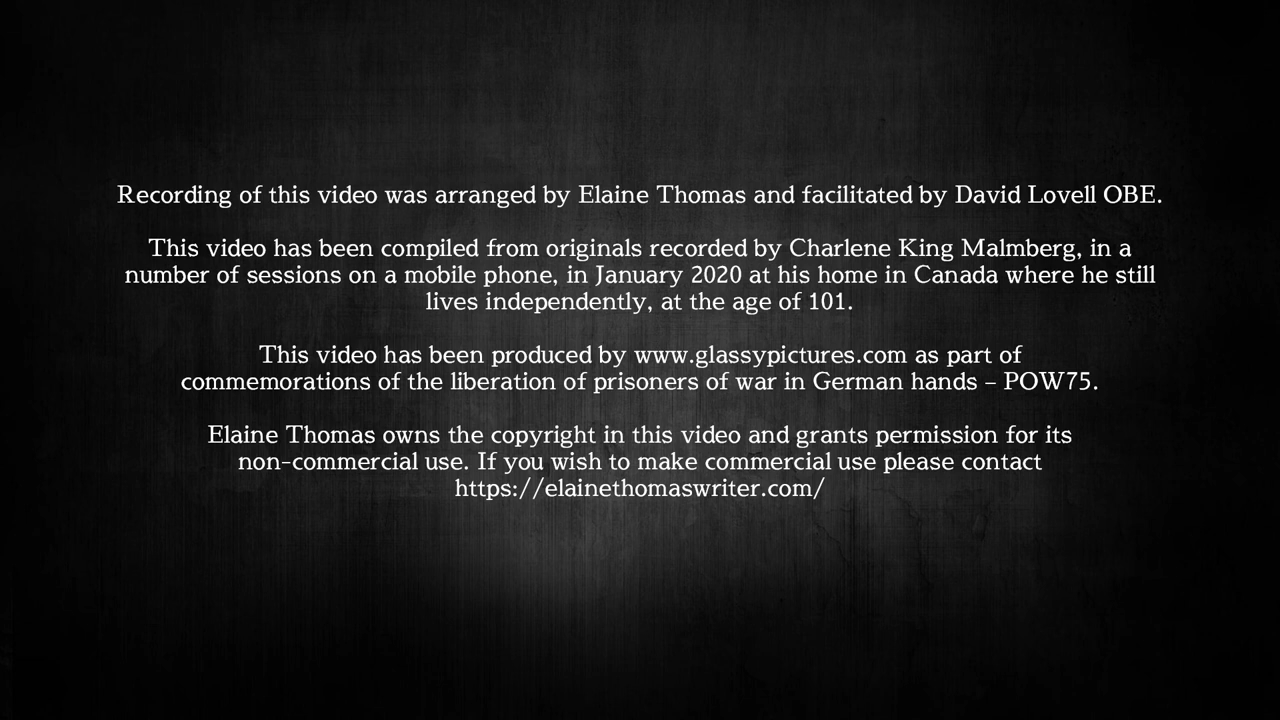 Recording of this video was arranged by Elaine Thomas and facilitated by David Lovell OBE.
This video has been compiled from originals recorded by Charlene King Malmberg, in a
number of sessions on a mobile phone, in January 2020 at his home in Canada where he still
lives independently, at the age of 101.
This video has been produced by www.glassypictures.com as part of
commemorations of the liberation of prisoners of war in German hands – POW75.
Elaine Thomas owns the copyright in this video and grants permission for its
non-commercial use. If you wish to make commercial use please contact
https://elainethomaswriter.com/